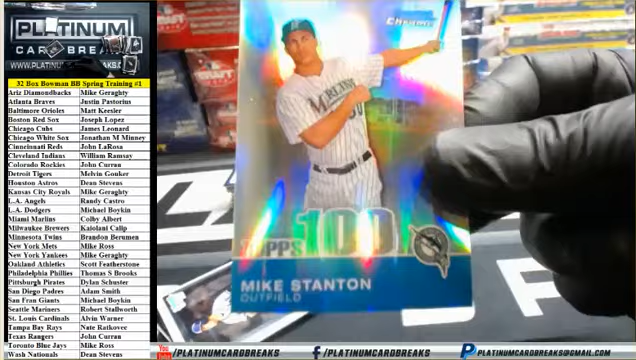 PLATINUM
CARD BREAKS
WWW.PLATINUMCARDBREAKS
32 Box Bowman BB Spring Training #1
Ariz Diamondbacks Mike Geraghty
Atlanta Braves Justin Pastorius
Baltimore Orioles Matt Keesler
Boston Red Sox Joseph Lopez
Chicago Cubs James Leonard
Chicago White Sox Jonathan M Minney
Cinncinnati Reds John LaRosa
Cleveland Indians William Ramsay
Colorado Rockies John Curran
Detroit Tigers Melvin Gouker
Houston Astros Dean Stevens
Kansas City Royals Mike Geraghty
L.A. Angels Randy Castro
L.A. Dodgers Michael Boykin
Miami Marlins Colby Albert
Milwaukee Brewers Kaiolani Calip
Minnesota Twins Brandon Berumen
New York Mets Mike Ross
New York Yankees Mike Geraghty
Oakland Athletics Scott Featherstone
Philadelphia Phillies Thomas S Brooks
Pittsburg Pirates Dylan Schuster
San Diego Padres Adam Smith
San Fran Giants Michael Boykin
Seattle Mariners Robert Stallworth
St. Louis Cardinals Alvin Warner
Tampa Bay Rays Nate Ratkovec
Texas Rangers John Curran
Toronto Blue Jays Mike Ross
Wash Nationals Dean Stevens
Chrome
MARLINS
TOPPS 100
MIKE STANTON
OUTFIELD
You Tube /PLATINUMCARDBREAKS f /PLATINUMCARDBREAKS P PLATINUMCARDBREAKS@GMAIL.COM